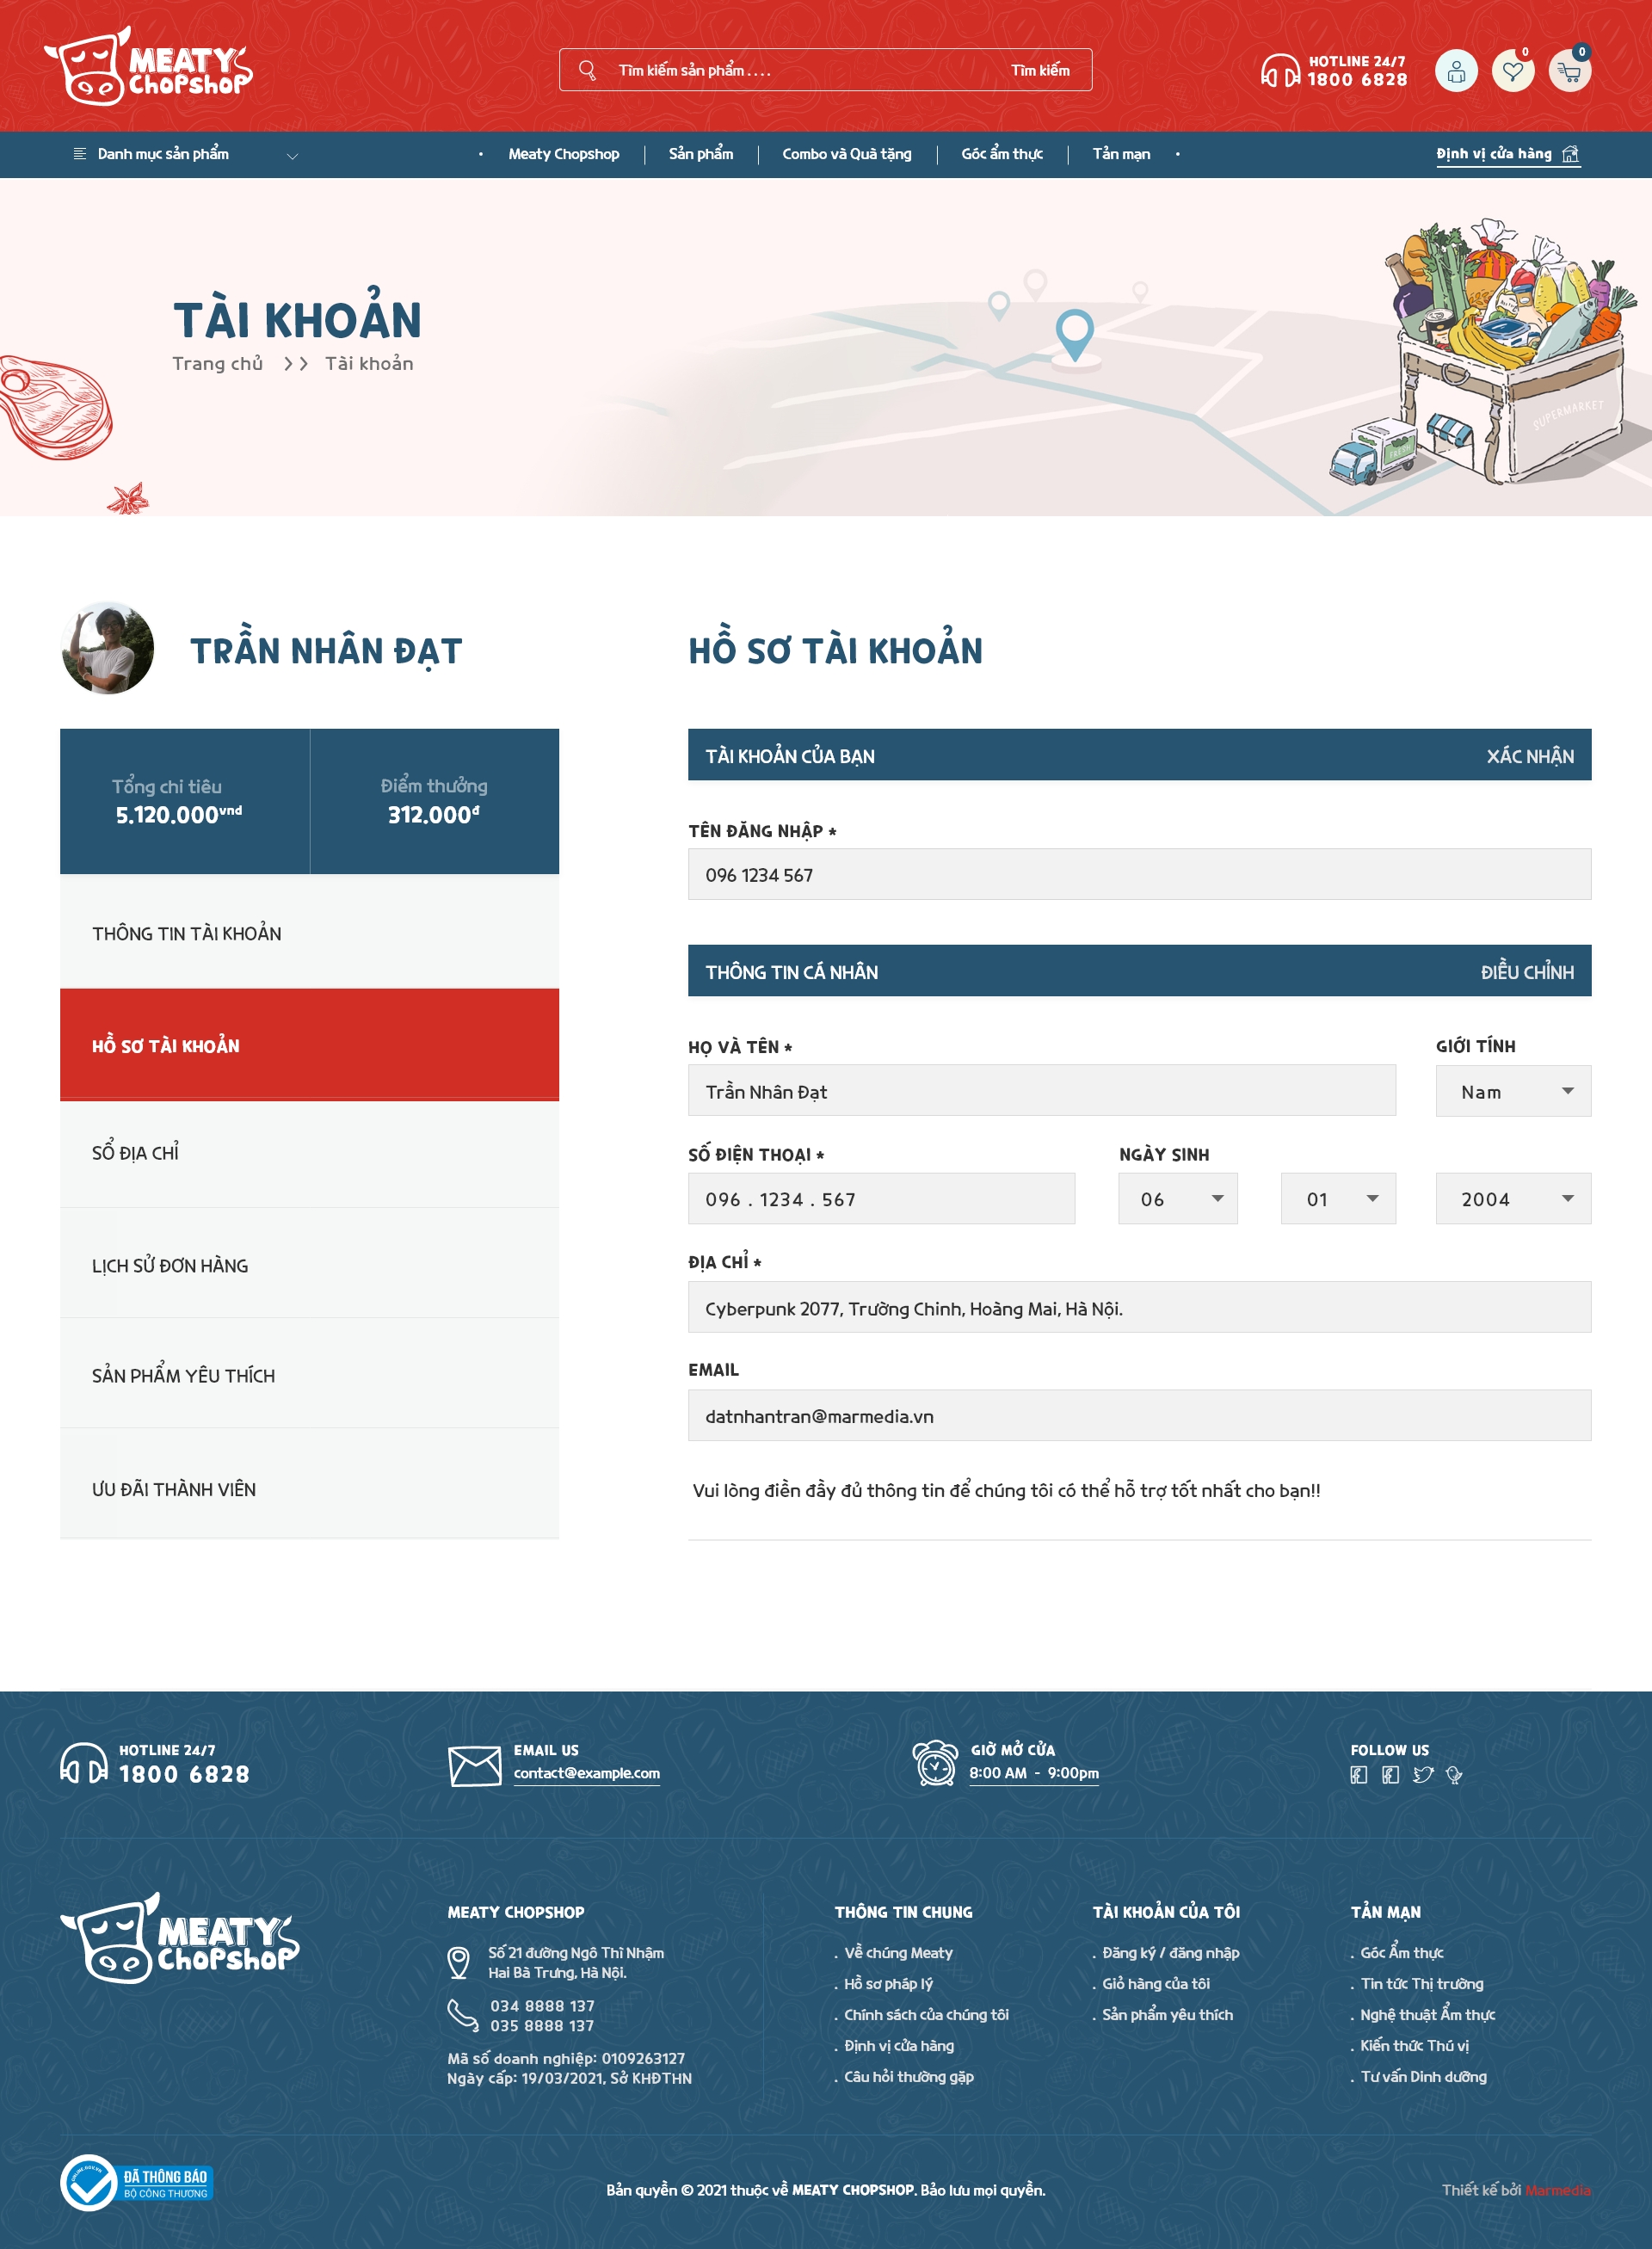 MEATY
ChopshoP
Tìm kiếm sản phẩm . . . .
Tìm kiếm
HOTLINE 24/7
1800 6828
0
0
Danh mục sản phẩm
Meaty Chopshop
Sản phẩm
Combo và Quà tặng
Góc ẩm thực
Tản mạn
Định vị cửa hàng
TÀI KHOẢN
Trang chủ >> Tài khoản
SUPERMARKET
FRESH
TRẦN NHÂN ĐẠT
Tổng chi tiêu
5.120.000vnd
Điểm thưởng
312.000đ
THÔNG TIN TÀI KHOẢN
HỒ SƠ TÀI KHOẢN
SỔ ĐỊA CHỈ
LỊCH SỬ ĐƠN HÀNG
SẢN PHẨM YÊU THÍCH
ƯU ĐÃI THÀNH VIÊN
HỒ SƠ TÀI KHOẢN
TÀI KHOẢN CỦA BẠN
XÁC NHẬN
TÊN ĐĂNG NHẬP *
096 1234 567
THÔNG TIN CÁ NHÂN
ĐIỀU CHỈNH
HỌ VÀ TÊN *
GIỚI TÍNH
Trần Nhân Đạt
Nam
SỐ ĐIỆN THOẠI *
NGÀY SINH
096 . 1234 . 567
06
01
2004
ĐỊA CHỈ *
Cyberpunk 2077, Trường Chinh, Hoàng Mai, Hà Nội.
EMAIL
datnhantran@marmedia.vn
Vui lòng điền đầy đủ thông tin để chúng tôi có thể hỗ trợ tốt nhất cho bạn!!
HOTLINE 24/7
1800 6828
EMAIL US
contact@example.com
GIỜ MỞ CỬA
8:00 AM - 9:00pm
FOLLOW US
MEATY
ChopshoP
MEATY CHOPSHOP
Số 21 đường Ngô Thì Nhậm
Hai Bà Trưng, Hà Nội.
034 8888 137
035 8888 137
Mã số doanh nghiệp: 0109263127
Ngày cấp: 19/03/2021, Sở KHĐTHN
THÔNG TIN CHUNG
. Về chúng Meaty
. Hồ sơ pháp lý
. Chính sách của chúng tôi
. Định vị cửa hàng
. Câu hỏi thường gặp
TÀI KHOẢN CỦA TÔI
. Đăng ký / đăng nhập
. Giỏ hàng của tôi
. Sản phẩm yêu thích
TẢN MẠN
. Góc Ẩm thực
. Tin tức Thị trường
. Nghệ thuật Ẩm thực
. Kiến thức Thú vị
. Tư vấn Dinh dưỡng
ONLINE.GOV.VN
ĐÃ THÔNG BÁO
BỘ CÔNG THƯƠNG
Bản quyền © 2021 thuộc về MEATY CHOPSHOP. Bảo lưu mọi quyền.
Thiết kế bởi Marmedia